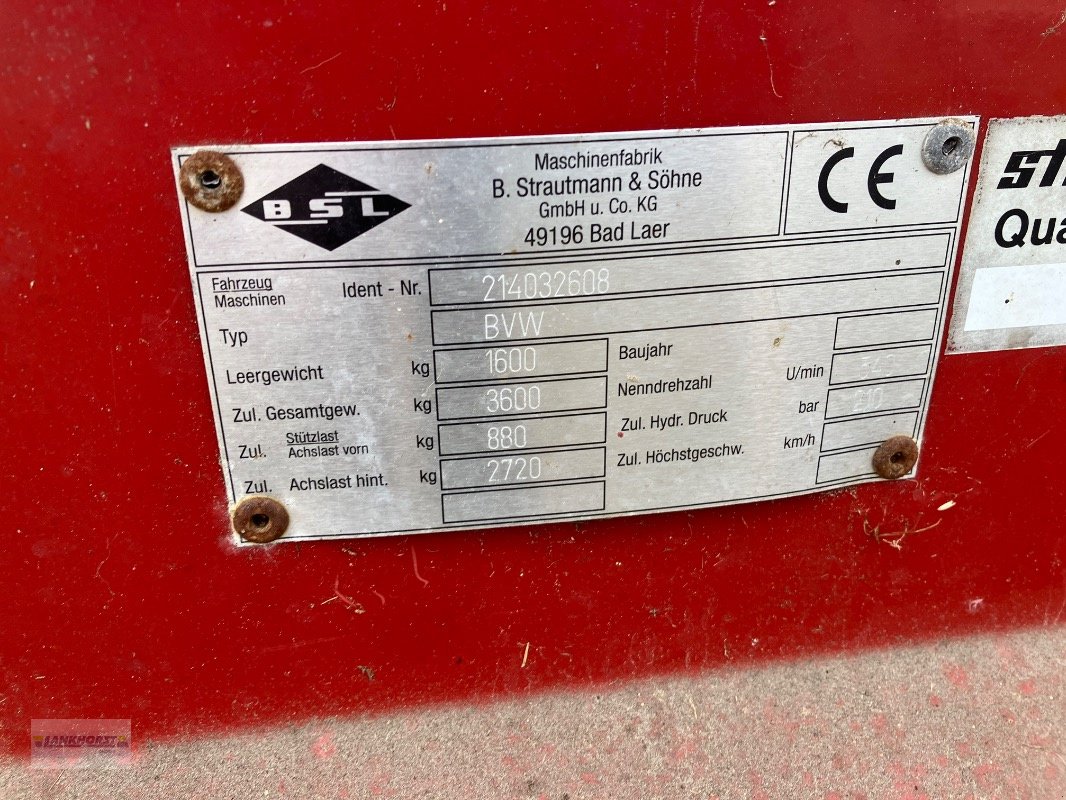 BSL
Maschinenfabrik
B. Strautmann & Söhne
GmbH u. Co. KG
49196 Bad Laer
CE
Fahrzeug
Maschinen
Ident - Nr. 214032608
Typ BVW
Leergewicht kg 1600
Zul. Gesamtgew. kg 3600
Zul. Stützlast
Achslast vorn kg 880
Zul. Achslast hint. kg 2720
Baujahr
Nenndrehzahl U/min
Zul. Hydr. Druck bar
Zul. Höchstgeschw. km/h
LANKHORST